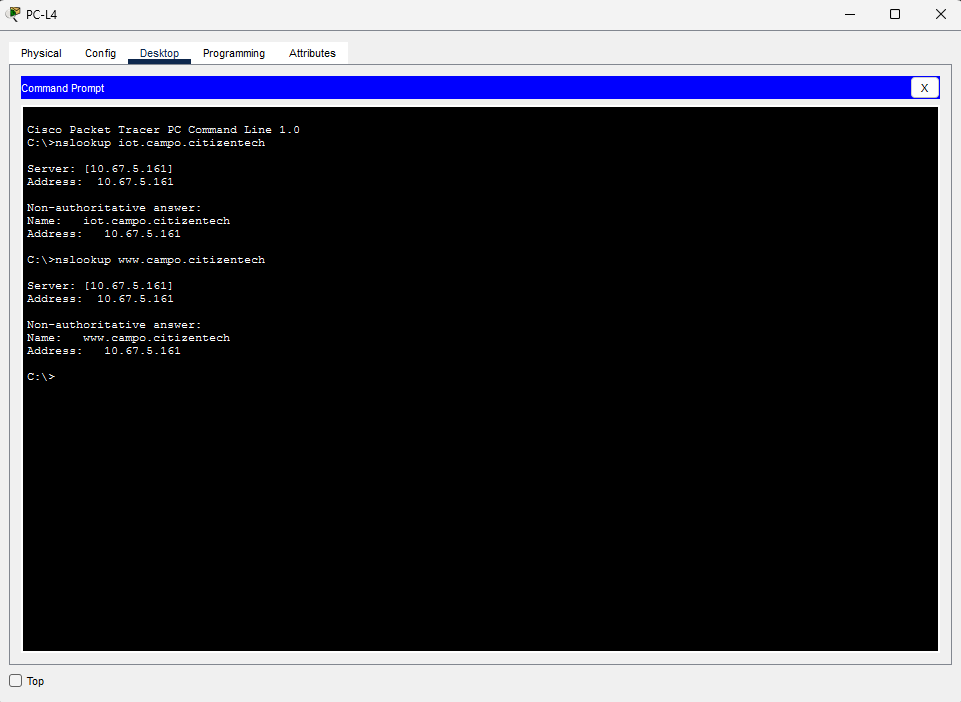 PC-L4
Physical Config Desktop Programming Attributes
Command Prompt X
Cisco Packet Tracer PC Command Line 1.0
C:\>nslookup iot.campo.citizentech
Server: [10.67.5.161]
Address:  10.67.5.161
Non-authoritative answer:
Name:   iot.campo.citizentech
Address:   10.67.5.161
C:\>nslookup www.campo.citizentech
Server: [10.67.5.161]
Address:  10.67.5.161
Non-authoritative answer:
Name:   www.campo.citizentech
Address:   10.67.5.161
C:\>
Top